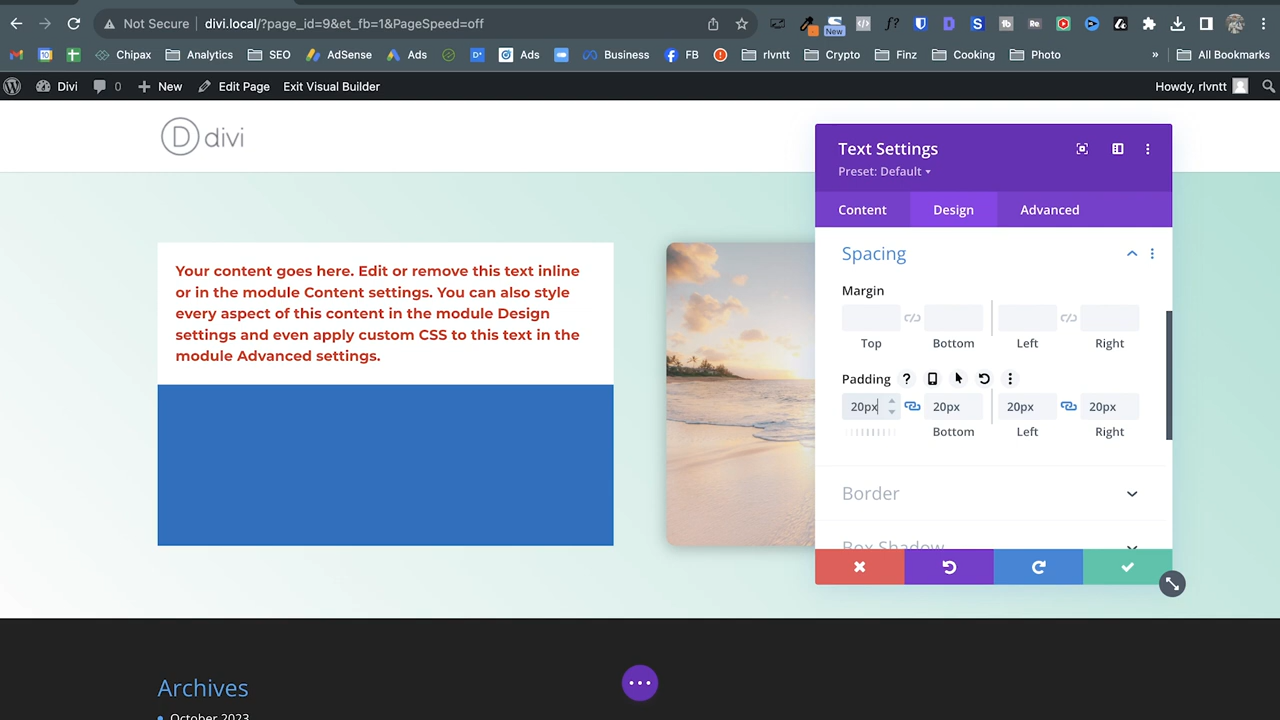 Not Secure divi.local/?page_id=9&et_fb=1&PageSpeed=off
New
Chipax Analytics SEO AdSense Ads Ads Business FB rlvntt Crypto Finz Cooking Photo » All Bookmarks
Divi 0 New Edit Page Exit Visual Builder Howdy, rlvntt
D divi
Text Settings
Preset: Default
Content Design Advanced
Spacing
Your content goes here. Edit or remove this text inline
or in the module Content settings. You can also style
every aspect of this content in the module Design
settings and even apply custom CSS to this text in the
module Advanced settings.
Margin
Top Bottom Left Right
Padding ?
20px 20px 20px 20px
Bottom Left Right
Border
Box Shadow
Archives
October 2023